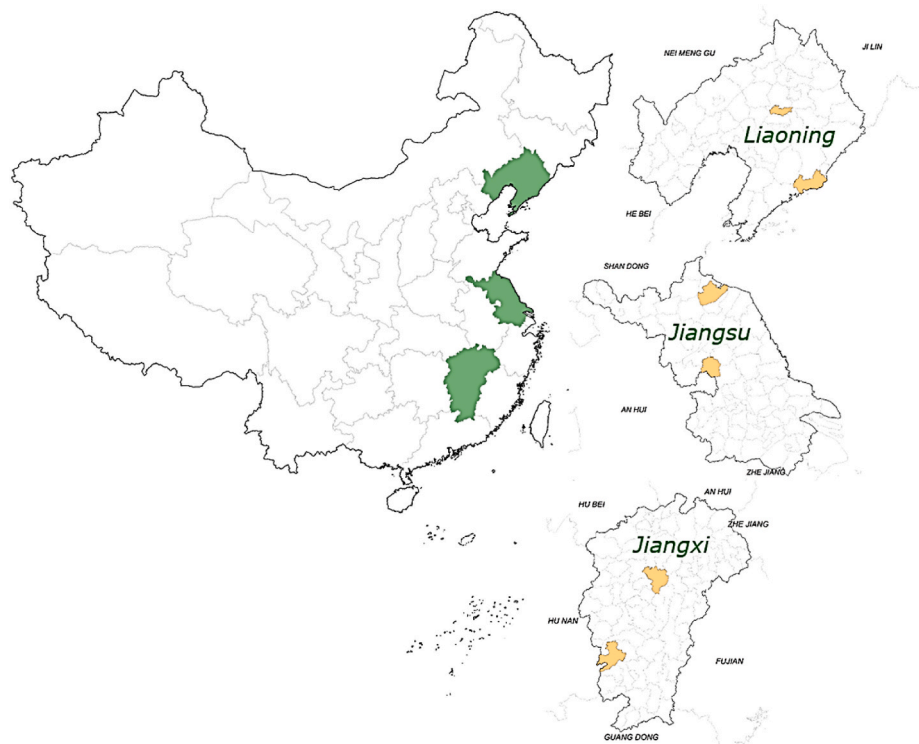 NEI MENG GU
JI LIN
Liaoning
HE BEI
SHAN DONG
Jiangsu
AN HUI
ZHE JIANG
HU BEI
AN HUI
ZHE JIANG
Jiangxi
HU NAN
FUJIAN
GUANG DONG